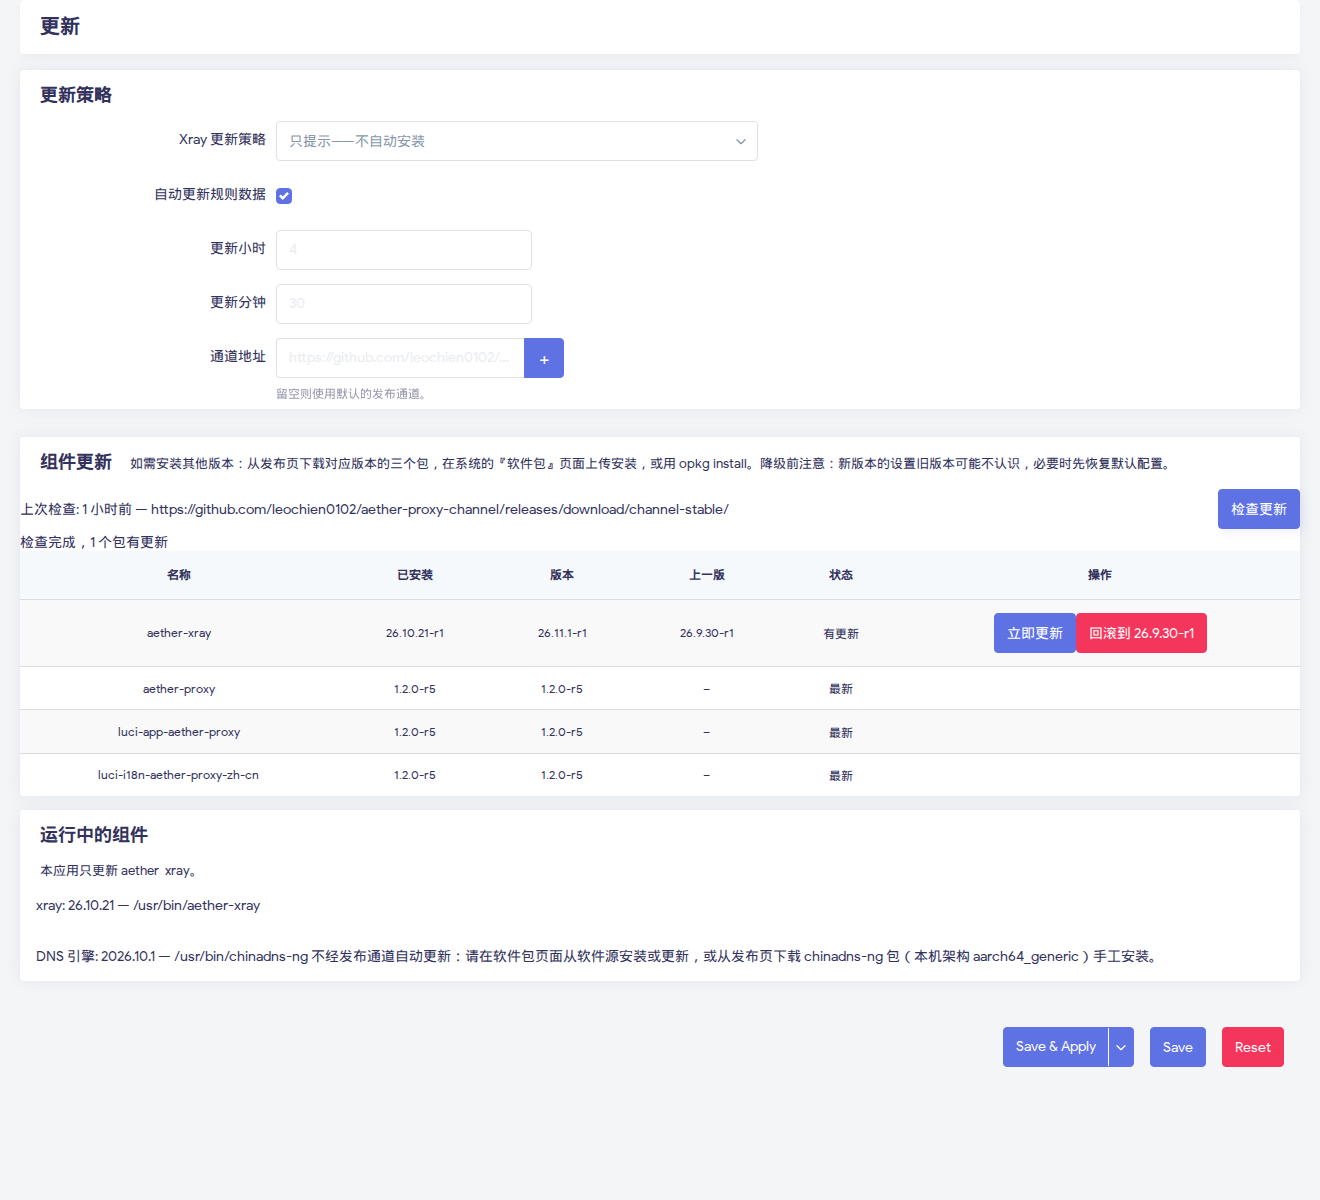 更新
更新策略
Xray 更新策略
只提示——不自动安装
自动更新规则数据
更新小时
4
更新分钟
30
通道地址
https://github.com/leochien0102/...
+
留空则使用默认的发布通道。
组件更新
如需安装其他版本：从发布页下载对应版本的三个包，在系统的『软件包』页面上传安装，或用 opkg install。降级前注意：新版本的设置旧版本可能不认识，必要时先恢复默认配置。
上次检查: 1 小时前 — https://github.com/leochien0102/aether-proxy-channel/releases/download/channel-stable/
检查更新
检查完成，1 个包有更新
名称 已安装 版本 上一版 状态 操作
aether-xray 26.10.21-r1 26.11.1-r1 26.9.30-r1 有更新 立即更新 回滚到 26.9.30-r1
aether-proxy 1.2.0-r5 1.2.0-r5 – 最新
luci-app-aether-proxy 1.2.0-r5 1.2.0-r5 – 最新
luci-i18n-aether-proxy-zh-cn 1.2.0-r5 1.2.0-r5 – 最新
运行中的组件
本应用只更新 aether xray。
xray: 26.10.21 — /usr/bin/aether-xray
DNS 引擎: 2026.10.1 — /usr/bin/chinadns-ng 不经发布通道自动更新：请在软件包页面从软件源安装或更新，或从发布页下载 chinadns-ng 包（本机架构 aarch64_generic）手工安装。
Save & Apply
Save
Reset